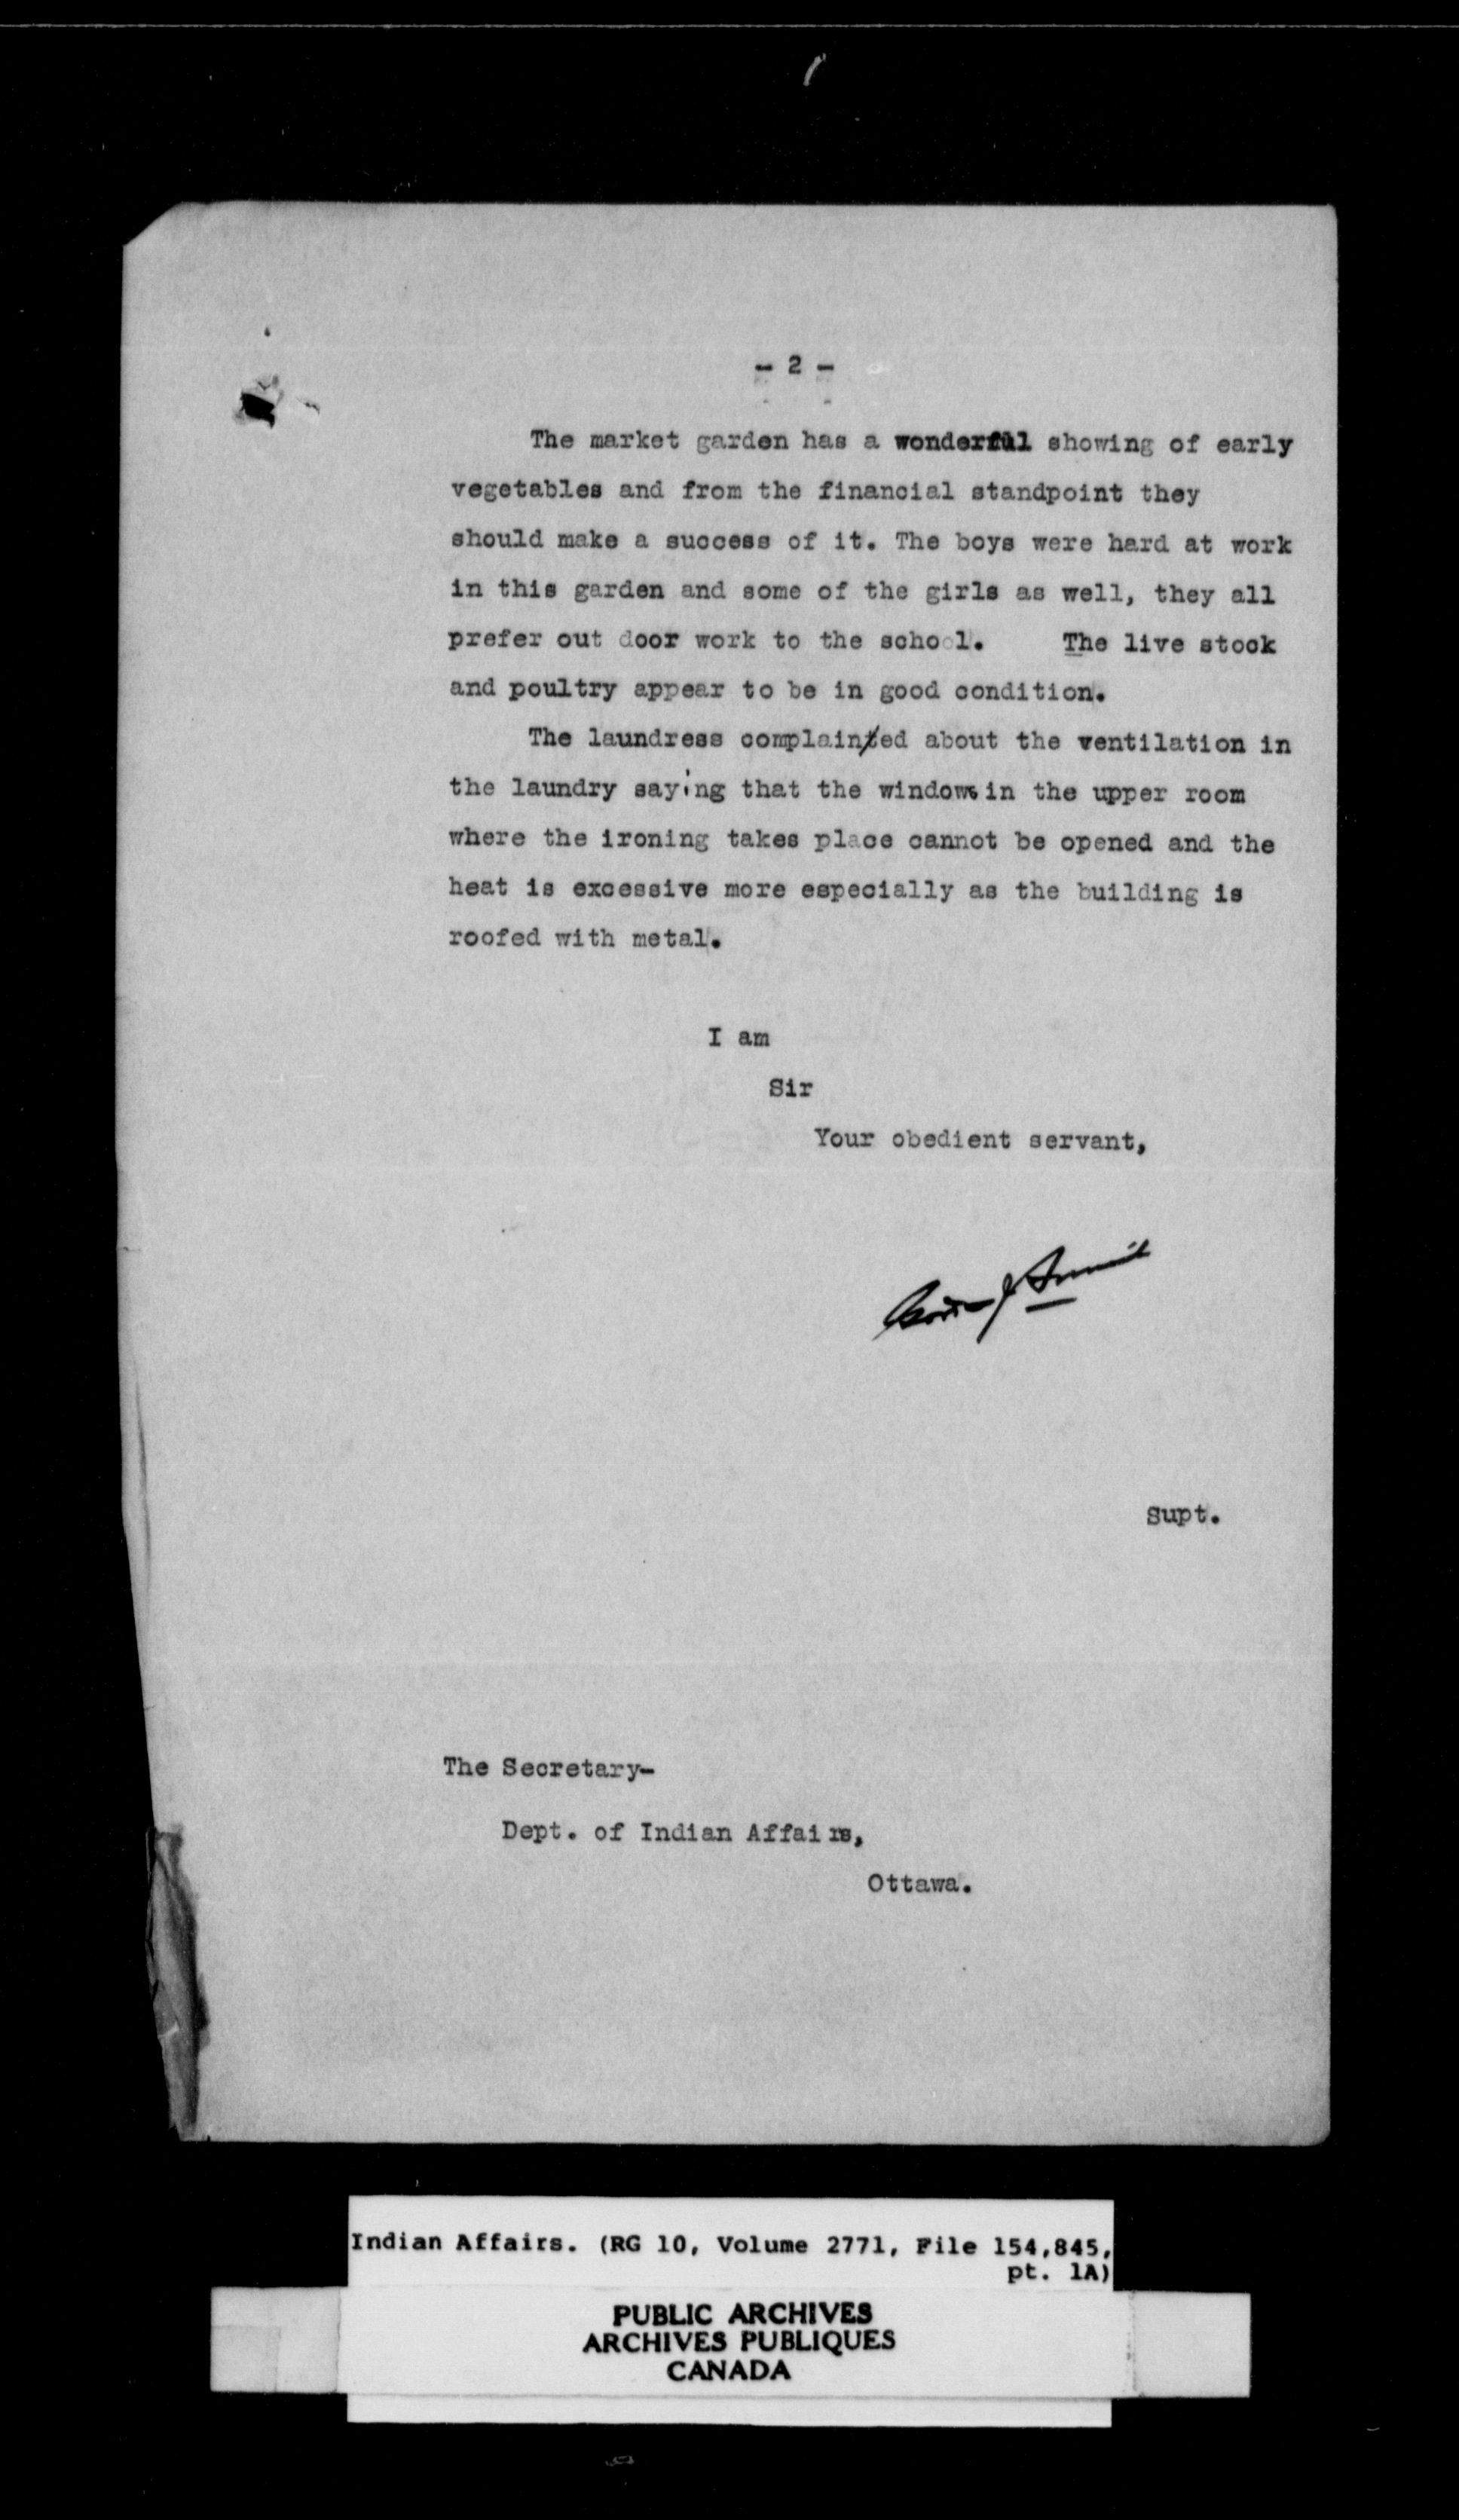 - 2 -
The market garden has a wonderful showing of early
vegetables and from the financial standpoint they
should make a success of it. The boys were hard at work
in this garden and some of the girls as well, they all
prefer out door work to the school. The live stock
and poultry appear to be in good condition.
The laundress complained about the ventilation in
the laundry saying that the windows in the upper room
where the ironing takes place cannot be opened and the
heat is excessive more especially as the building is
roofed with metal.
I am
Sir
Your obedient servant,
Supt.
The Secretary-
Dept. of Indian Affairs,
Ottawa.
Indian Affairs. (RG 10, Volume 2771, File 154,845,
pt. 1A)
PUBLIC ARCHIVES
ARCHIVES PUBLIQUES
CANADA